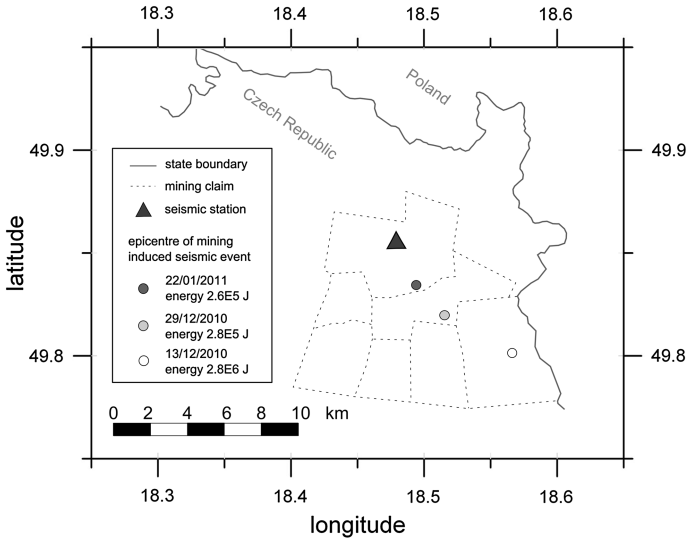 18.3 18.4 18.5 18.6
Poland
Czech Republic
49.9 49.9
state boundary
mining claim
seismic station
epicentre of mining
induced seismic event
22/01/2011
energy 2.6E5 J
29/12/2010
energy 2.8E5 J
13/12/2010
energy 2.8E6 J
latitude
49.8 49.8
0 2 4 6 8 10 km
18.3 18.4 18.5 18.6
longitude